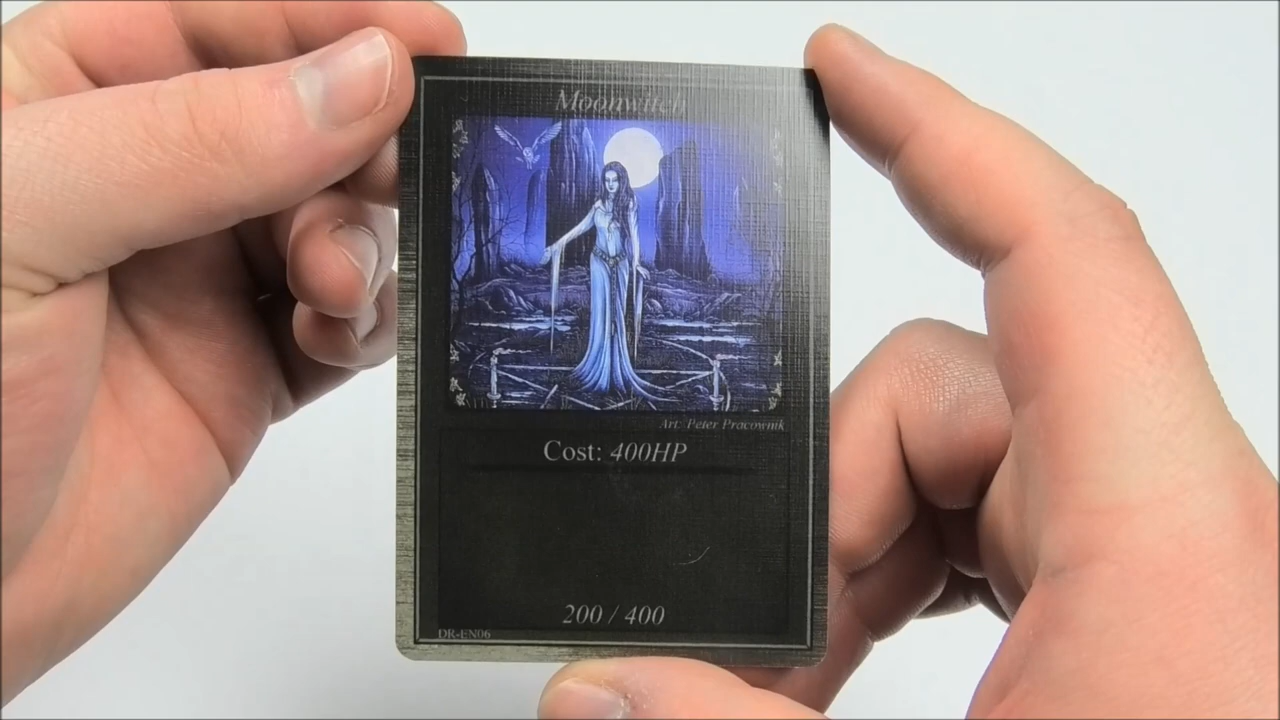 Moonwitch
Art: Peter Pracownik
Cost: 400HP
200 / 400
DR-EN06